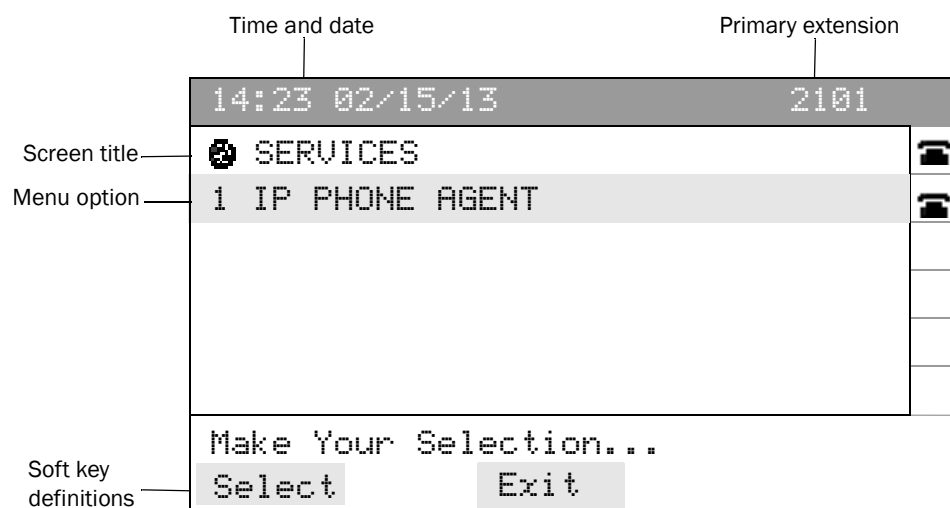 Time and date
Primary extension
14:23 02/15/13 2101
Screen title
SERVICES
Menu option
1 IP PHONE AGENT
Make Your Selection...
Soft key
definitions
Select Exit